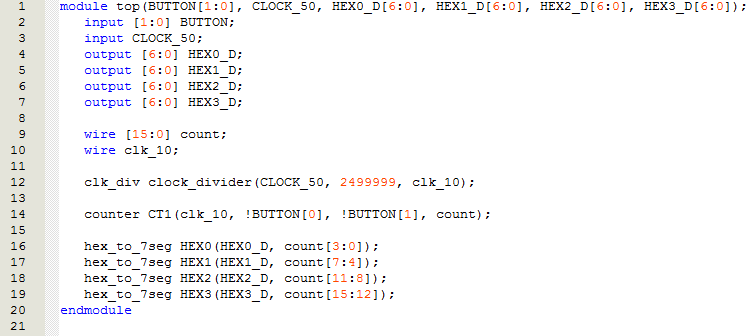 1 module top(BUTTON[1:0], CLOCK_50, HEX0_D[6:0], HEX1_D[6:0], HEX2_D[6:0], HEX3_D[6:0]);
2 input [1:0] BUTTON;
3 input CLOCK_50;
4 output [6:0] HEX0_D;
5 output [6:0] HEX1_D;
6 output [6:0] HEX2_D;
7 output [6:0] HEX3_D;
8
9 wire [15:0] count;
10 wire clk_10;
11
12 clk_div clock_divider(CLOCK_50, 2499999, clk_10);
13
14 counter CT1(clk_10, !BUTTON[0], !BUTTON[1], count);
15
16 hex_to_7seg HEX0(HEX0_D, count[3:0]);
17 hex_to_7seg HEX1(HEX1_D, count[7:4]);
18 hex_to_7seg HEX2(HEX2_D, count[11:8]);
19 hex_to_7seg HEX3(HEX3_D, count[15:12]);
20 endmodule
21